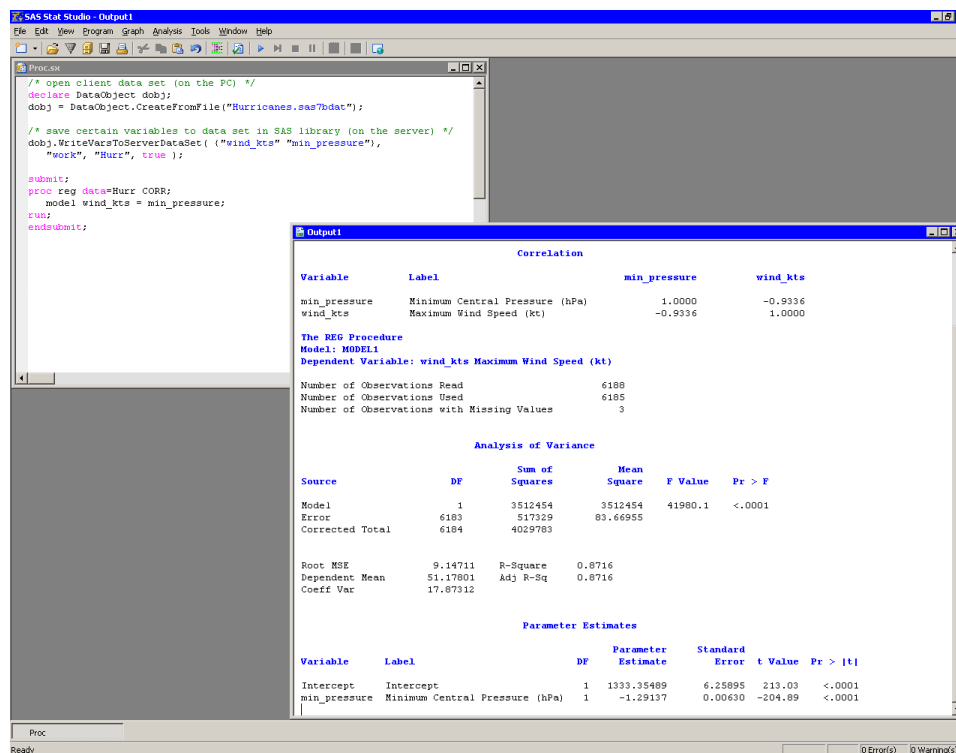 SAS Stat Studio - Output1
File Edit View Program Graph Analysis Tools Window Help
Proc.sx
/* open client data set (on the PC) */
declare DataObject dobj;
dobj = DataObject.CreateFromFile("Hurricanes.sas7bdat");
/* save certain variables to data set in SAS library (on the server) */
dobj.WriteVarsToServerDataSet( {"wind_kts" "min_pressure"},
"work", "Hurr", true );
submit;
proc reg data=Hurr CORR;
model wind_kts = min_pressure;
run;
endsubmit;
Output1
Correlation
Variable Label min_pressure wind_kts
min_pressure Minimum Central Pressure (hPa) 1.0000 -0.9336
wind_kts Maximum Wind Speed (kt) -0.9336 1.0000
The REG Procedure
Model: MODEL1
Dependent Variable: wind_kts Maximum Wind Speed (kt)
Number of Observations Read 6188
Number of Observations Used 6185
Number of Observations with Missing Values 3
Analysis of Variance
Sum of Mean
Source DF Squares Square F Value Pr > F
Model 1 3512454 3512454 41980.1 <.0001
Error 6183 517329 83.66955
Corrected Total 6184 4029783
Root MSE 9.14711 R-Square 0.8716
Dependent Mean 51.17801 Adj R-Sq 0.8716
Coeff Var 17.87312
Parameter Estimates
Parameter Standard
Variable Label DF Estimate Error t Value Pr > |t|
Intercept Intercept 1 1333.35489 6.25895 213.03 <.0001
min_pressure Minimum Central Pressure (hPa) 1 -1.29137 0.00630 -204.89 <.0001
Proc
Ready 0 Error(s) 0 Warning(s)